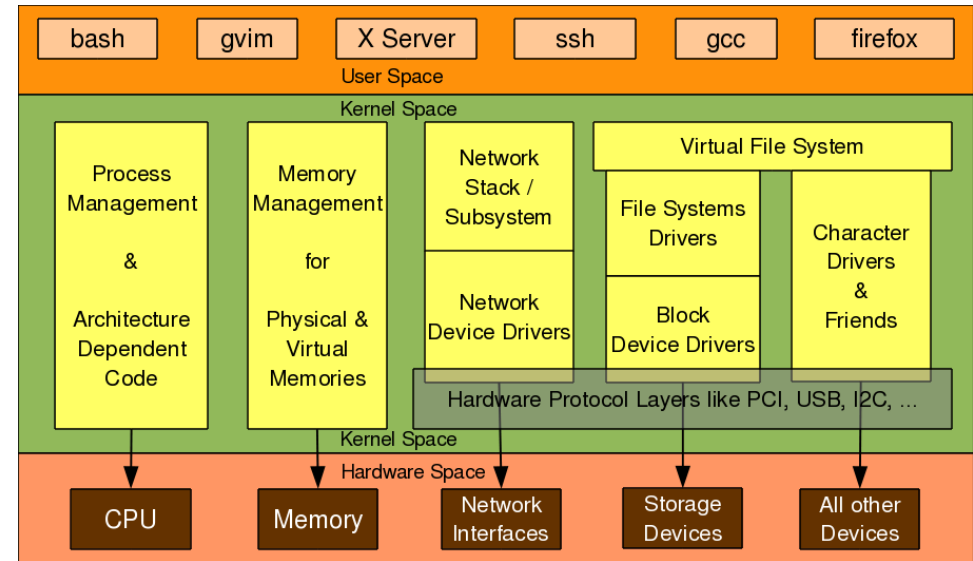 bash
gvim
X Server
ssh
gcc
firefox
User Space
Kernel Space
Process
Management
&
Architecture
Dependent
Code
Memory
Management
for
Physical &
Virtual
Memories
Network
Stack /
Subsystem
Network
Device Drivers
Virtual File System
File Systems
Drivers
Block
Device Drivers
Character
Drivers
&
Friends
Hardware Protocol Layers like PCI, USB, I2C, ...
Kernel Space
Hardware Space
CPU
Memory
Network
Interfaces
Storage
Devices
All other
Devices